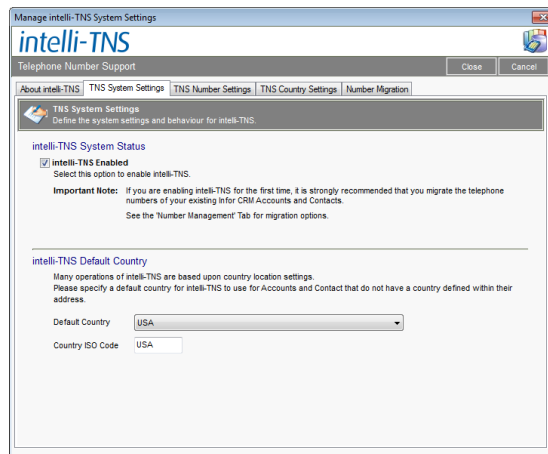 Manage intelli-TNS System Settings
intelli-TNS
Telephone Number Support
Close
Cancel
About intelli-TNS
TNS System Settings
TNS Number Settings
TNS Country Settings
Number Migration
TNS System Settings
Define the system settings and behaviour for intelli-TNS.
intelli-TNS System Status
intelli-TNS Enabled
Select this option to enable intelli-TNS.
Important Note: If you are enabling intelli-TNS for the first time, it is strongly recommended that you migrate the telephone
numbers of your existing Infor CRM Accounts and Contacts.
See the 'Number Management' Tab for migration options.
intelli-TNS Default Country
Many operations of intelli-TNS are based upon country location settings.
Please specify a default country for intelli-TNS to use for Accounts and Contact that do not have a country defined within their
address.
Default Country USA
Country ISO Code USA